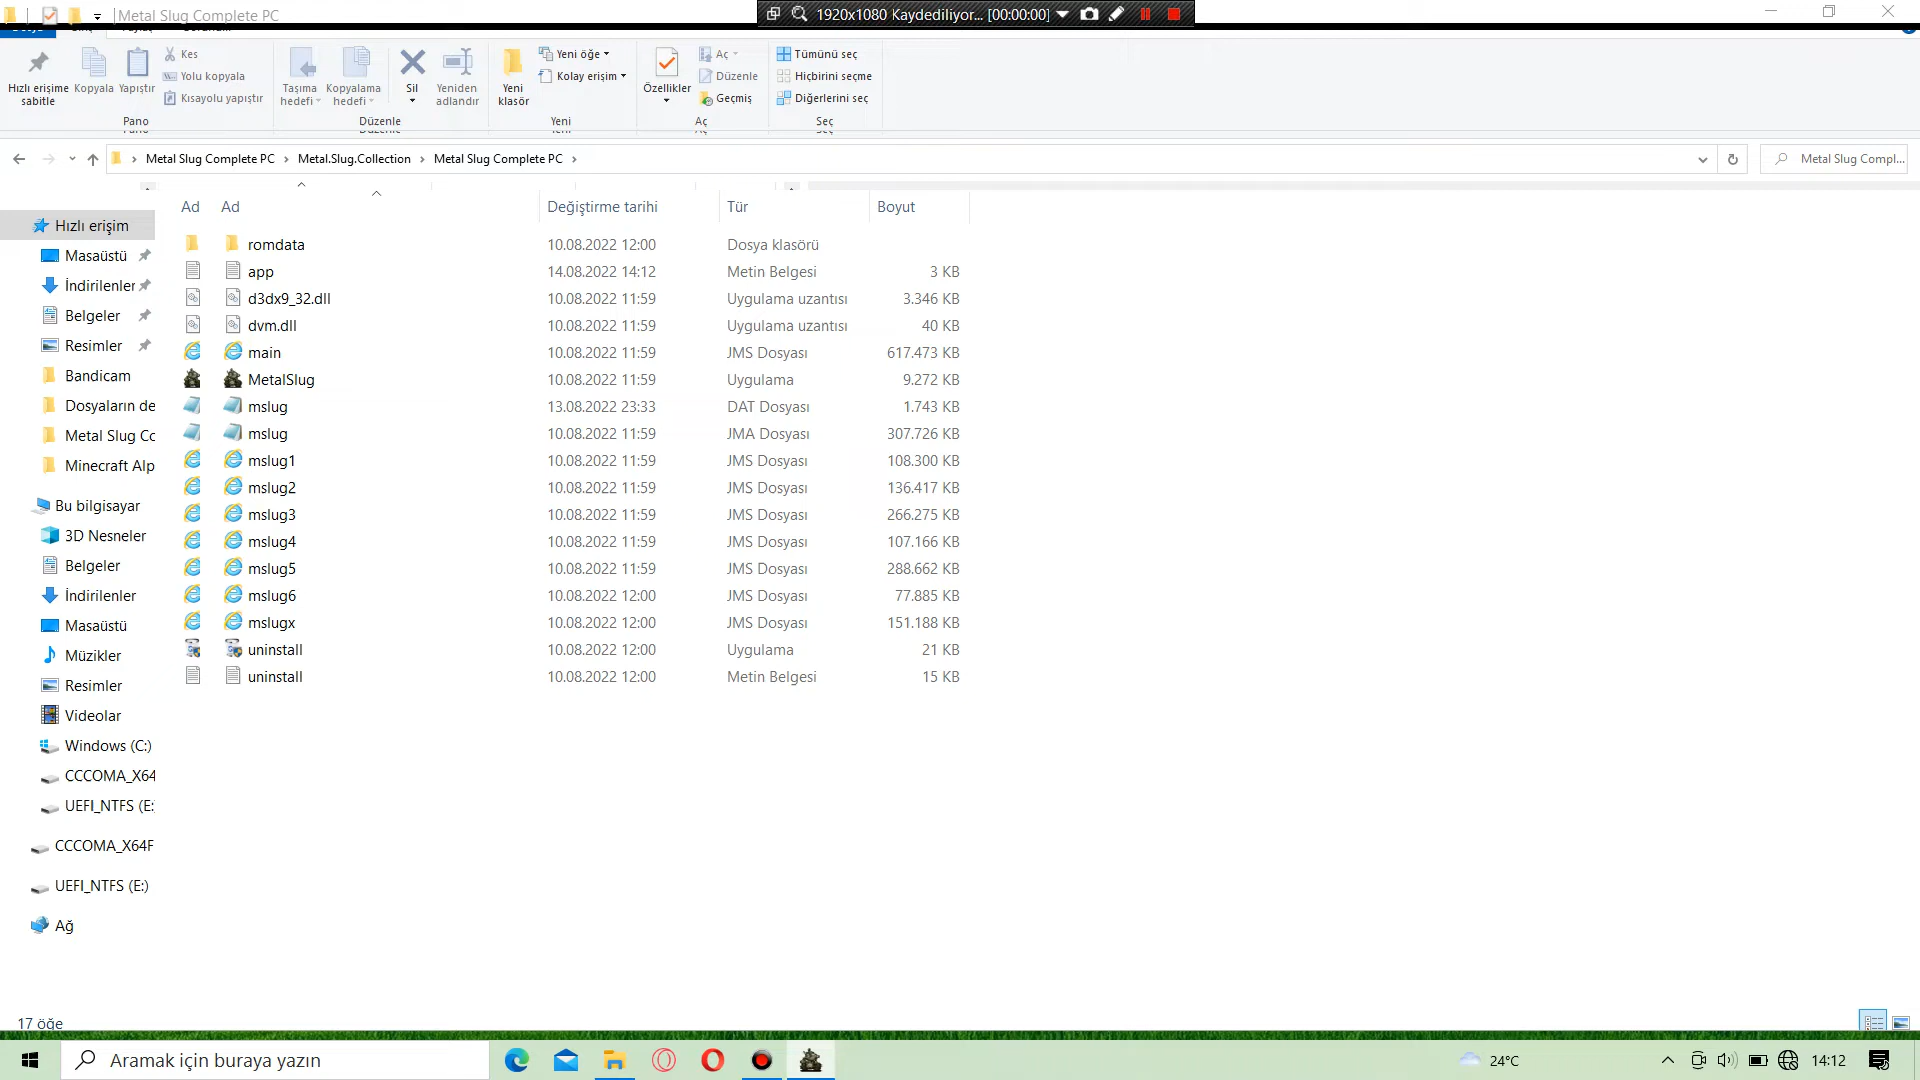 Metal Slug Complete PC
1920x1080 Kaydediliyor... [00:00:00]
Hızlı erişime sabitle
Kopyala
Yapıştır
Kes
Yolu kopyala
Kısayolu yapıştır
Taşıma hedefi
Kopyalama hedefi
Sil
Yeniden adlandır
Yeni klasör
Yeni öğe
Kolay erişim
Özellikler
Aç
Düzenle
Geçmiş
Tümünü seç
Hiçbirini seçme
Diğerlerini seç
Pano
Düzenle
Yeni
Aç
Seç
Metal Slug Complete PC > Metal.Slug.Collection > Metal Slug Complete PC >
Metal Slug Compl...
Ad Ad Değiştirme tarihi Tür Boyut
romdata 10.08.2022 12:00 Dosya klasörü
app 14.08.2022 14:12 Metin Belgesi 3 KB
d3dx9_32.dll 10.08.2022 11:59 Uygulama uzantısı 3.346 KB
dvm.dll 10.08.2022 11:59 Uygulama uzantısı 40 KB
main 10.08.2022 11:59 JMS Dosyası 617.473 KB
MetalSlug 10.08.2022 11:59 Uygulama 9.272 KB
mslug 13.08.2022 23:33 DAT Dosyası 1.743 KB
mslug 10.08.2022 11:59 JMA Dosyası 307.726 KB
mslug1 10.08.2022 11:59 JMS Dosyası 108.300 KB
mslug2 10.08.2022 11:59 JMS Dosyası 136.417 KB
mslug3 10.08.2022 11:59 JMS Dosyası 266.275 KB
mslug4 10.08.2022 11:59 JMS Dosyası 107.166 KB
mslug5 10.08.2022 11:59 JMS Dosyası 288.662 KB
mslug6 10.08.2022 12:00 JMS Dosyası 77.885 KB
mslugx 10.08.2022 12:00 JMS Dosyası 151.188 KB
uninstall 10.08.2022 12:00 Uygulama 21 KB
uninstall 10.08.2022 12:00 Metin Belgesi 15 KB
Hızlı erişim
Masaüstü
İndirilenler
Belgeler
Resimler
Bandicam
Dosyaların de
Metal Slug Cc
Minecraft Alp
Bu bilgisayar
3D Nesneler
Belgeler
İndirilenler
Masaüstü
Müzikler
Resimler
Videolar
Windows (C:)
CCCOMA_X64
UEFI_NTFS (E:)
CCCOMA_X64F
UEFI_NTFS (E:)
Ağ
17 öğe
Aramak için buraya yazın
24°C
14:12